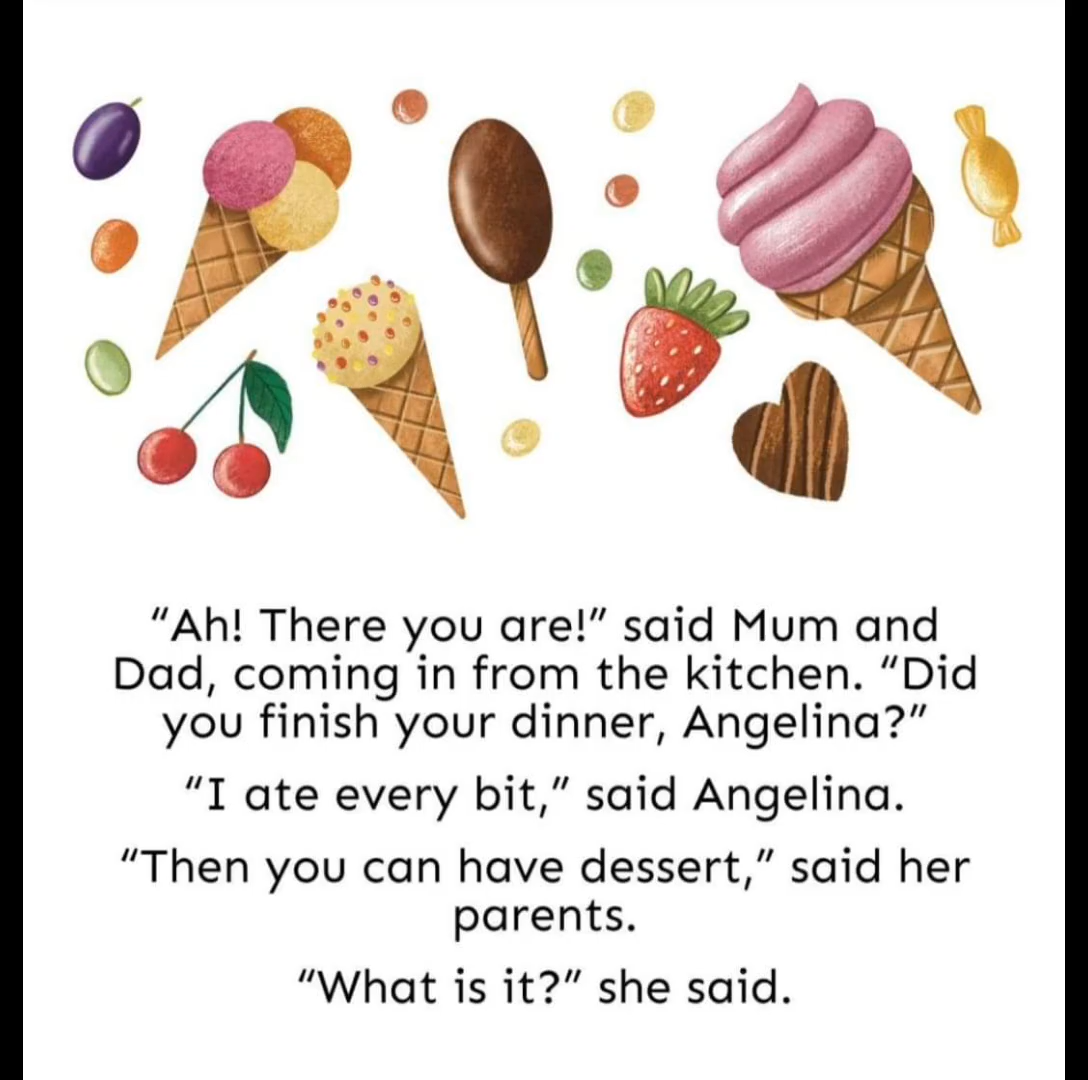 “Ah! There you are!” said Mum and
Dad, coming in from the kitchen. “Did
you finish your dinner, Angelina?”
“I ate every bit,” said Angelina.
“Then you can have dessert,” said her
parents.
“What is it?” she said.